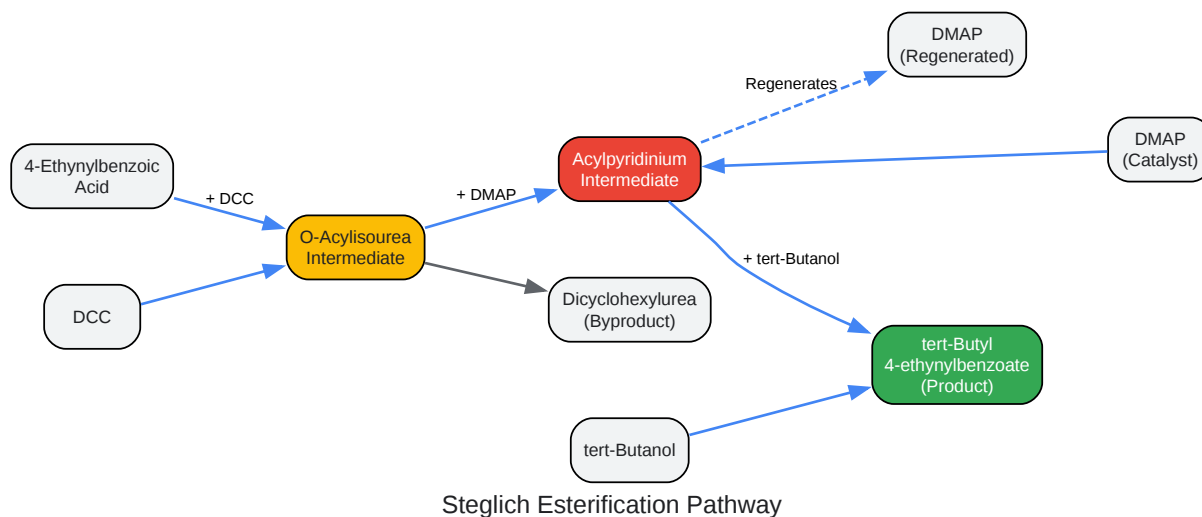 DMAP
(Regenerated)
Regenerates
DMAP
(Catalyst)
4-Ethynylbenzoic
Acid
+ DCC
Acylpyridinium
Intermediate
+ DMAP
O-Acylisourea
Intermediate
+ tert-Butanol
DCC
Dicyclohexylurea
(Byproduct)
tert-Butyl
4-ethynylbenzoate
(Product)
tert-Butanol
Steglich Esterification Pathway